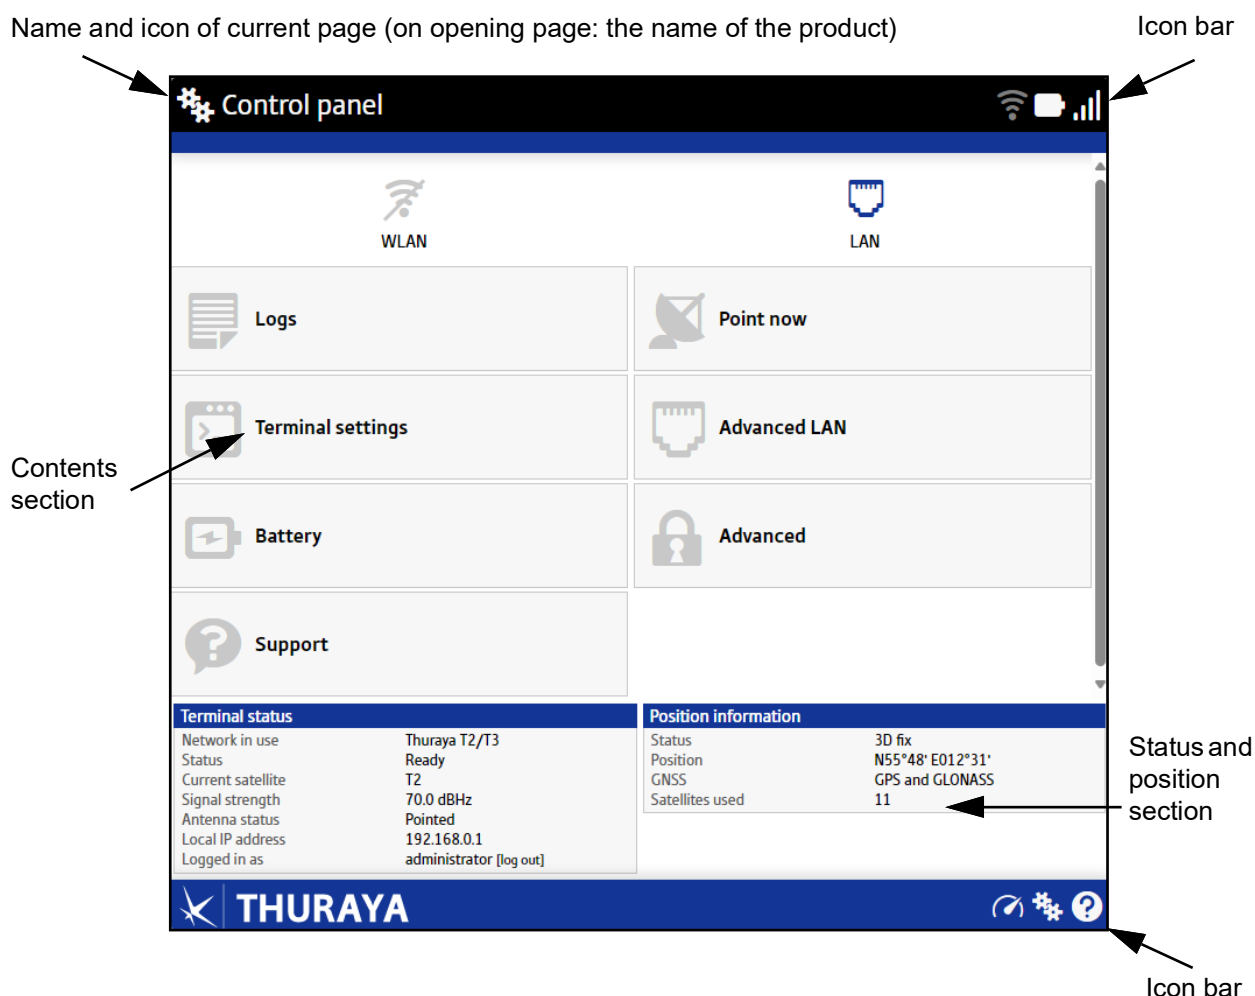 Name and icon of current page (on opening page: the name of the product)
Icon bar
Control panel
WLAN
LAN
Logs
Point now
Terminal settings
Advanced LAN
Contents
section
Battery
Advanced
Support
Terminal status
Network in use Thuraya T2/T3
Status Ready
Current satellite T2
Signal strength 70.0 dBHz
Antenna status Pointed
Local IP address 192.168.0.1
Logged in as administrator [log out]
Position information
Status 3D fix
Position N55°48' E012°31'
GNSS GPS and GLONASS
Satellites used 11
Status and
position
section
THURAYA
Icon bar